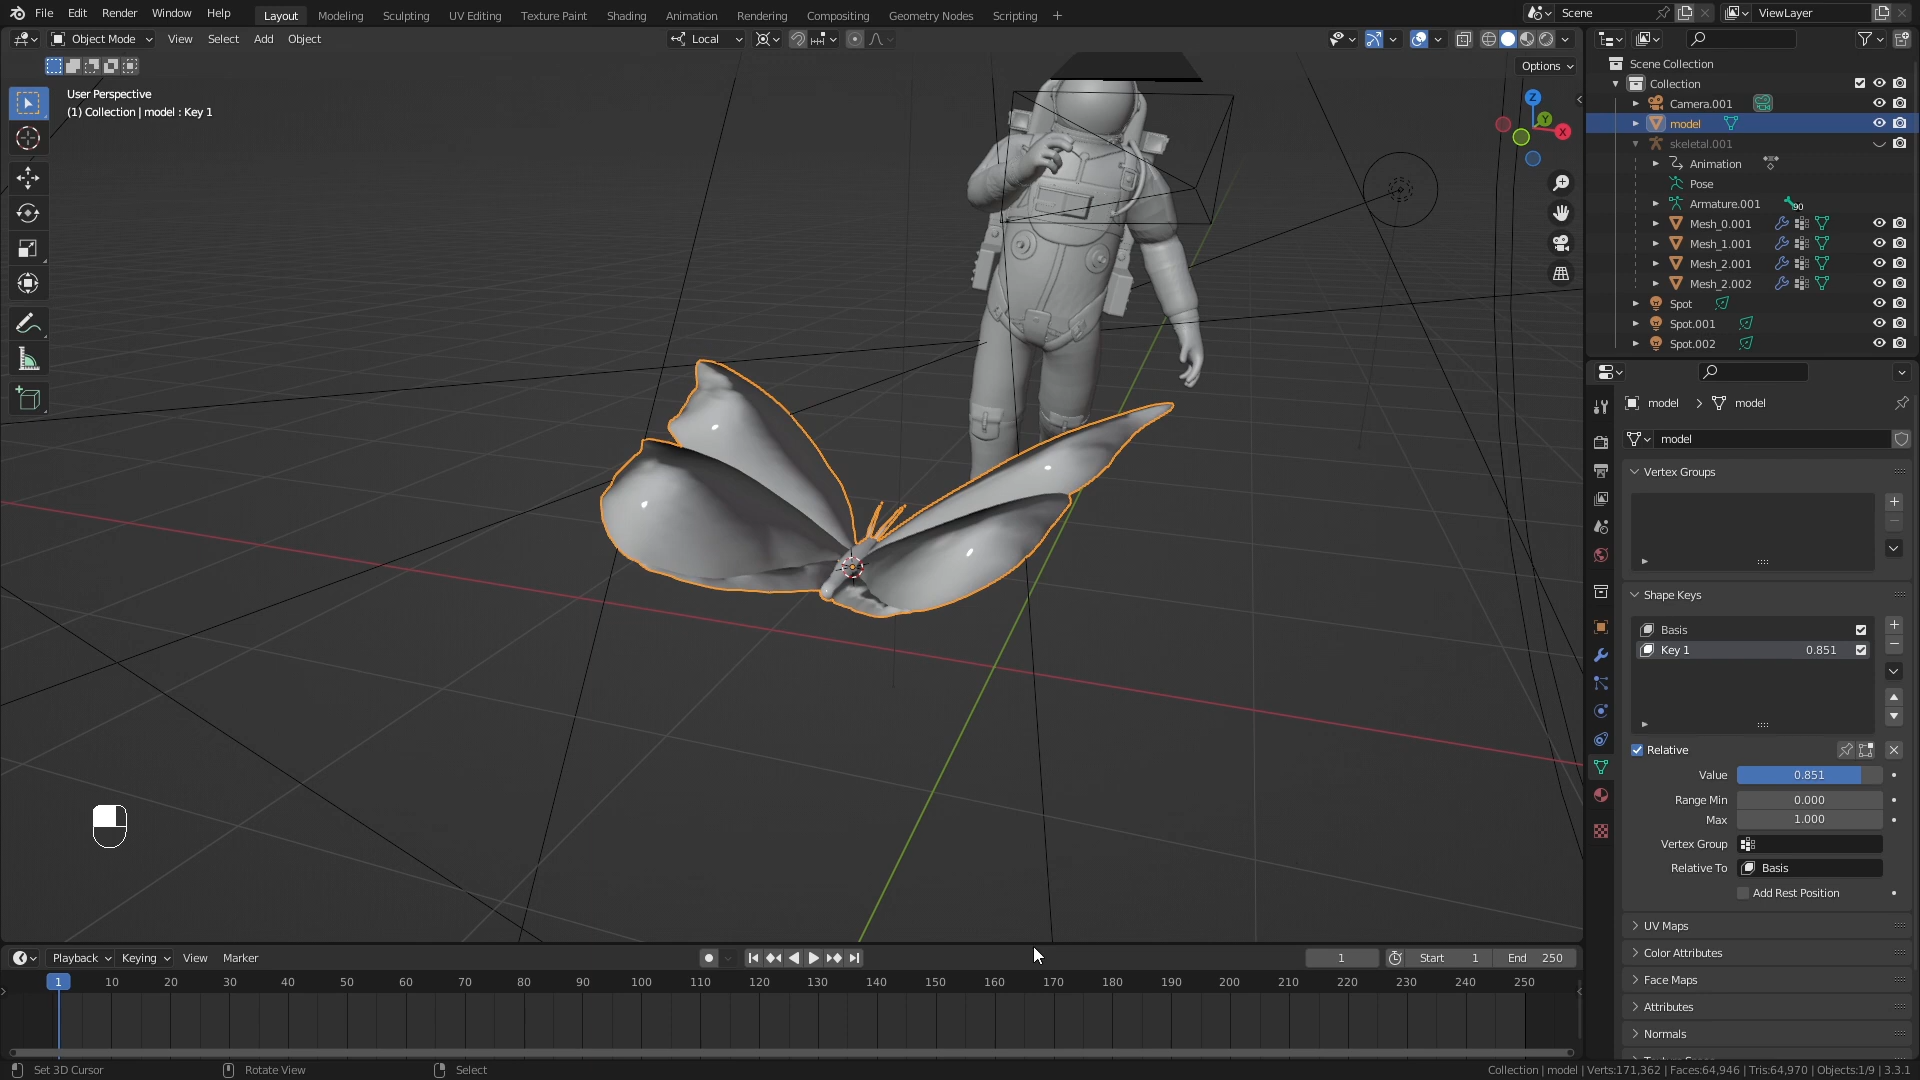 File Edit Render Window Help Layout Modeling Sculpting UV Editing Texture Paint Shading Animation Rendering Compositing Geometry Nodes Scripting + Scene ViewLayer
Object Mode View Select Add Object Local
Options
User Perspective
(1) Collection | model : Key 1
Z
Y
X
Scene Collection
Collection
Camera.001
model
skeletal.001
Animation
Pose
Armature.001 90
Mesh_0.001
Mesh_1.001
Mesh_2.001
Mesh_2.002
Spot
Spot.001
Spot.002
model > model
model
Vertex Groups
Shape Keys
Basis
Key 1 0.851
Relative
Value 0.851
Range Min 0.000
Max 1.000
Vertex Group
Relative To Basis
Add Rest Position
UV Maps
Color Attributes
Face Maps
Attributes
Normals
Playback Keying View Marker 1 Start 1 End 250
1 10 20 30 40 50 60 70 80 90 100 110 120 130 140 150 160 170 180 190 200 210 220 230 240 250
Set 3D Cursor Rotate View Select Collection | model | Verts:171,362 | Faces:64,946 | Tris:64,970 | Objects:1/9 | 3.3.1